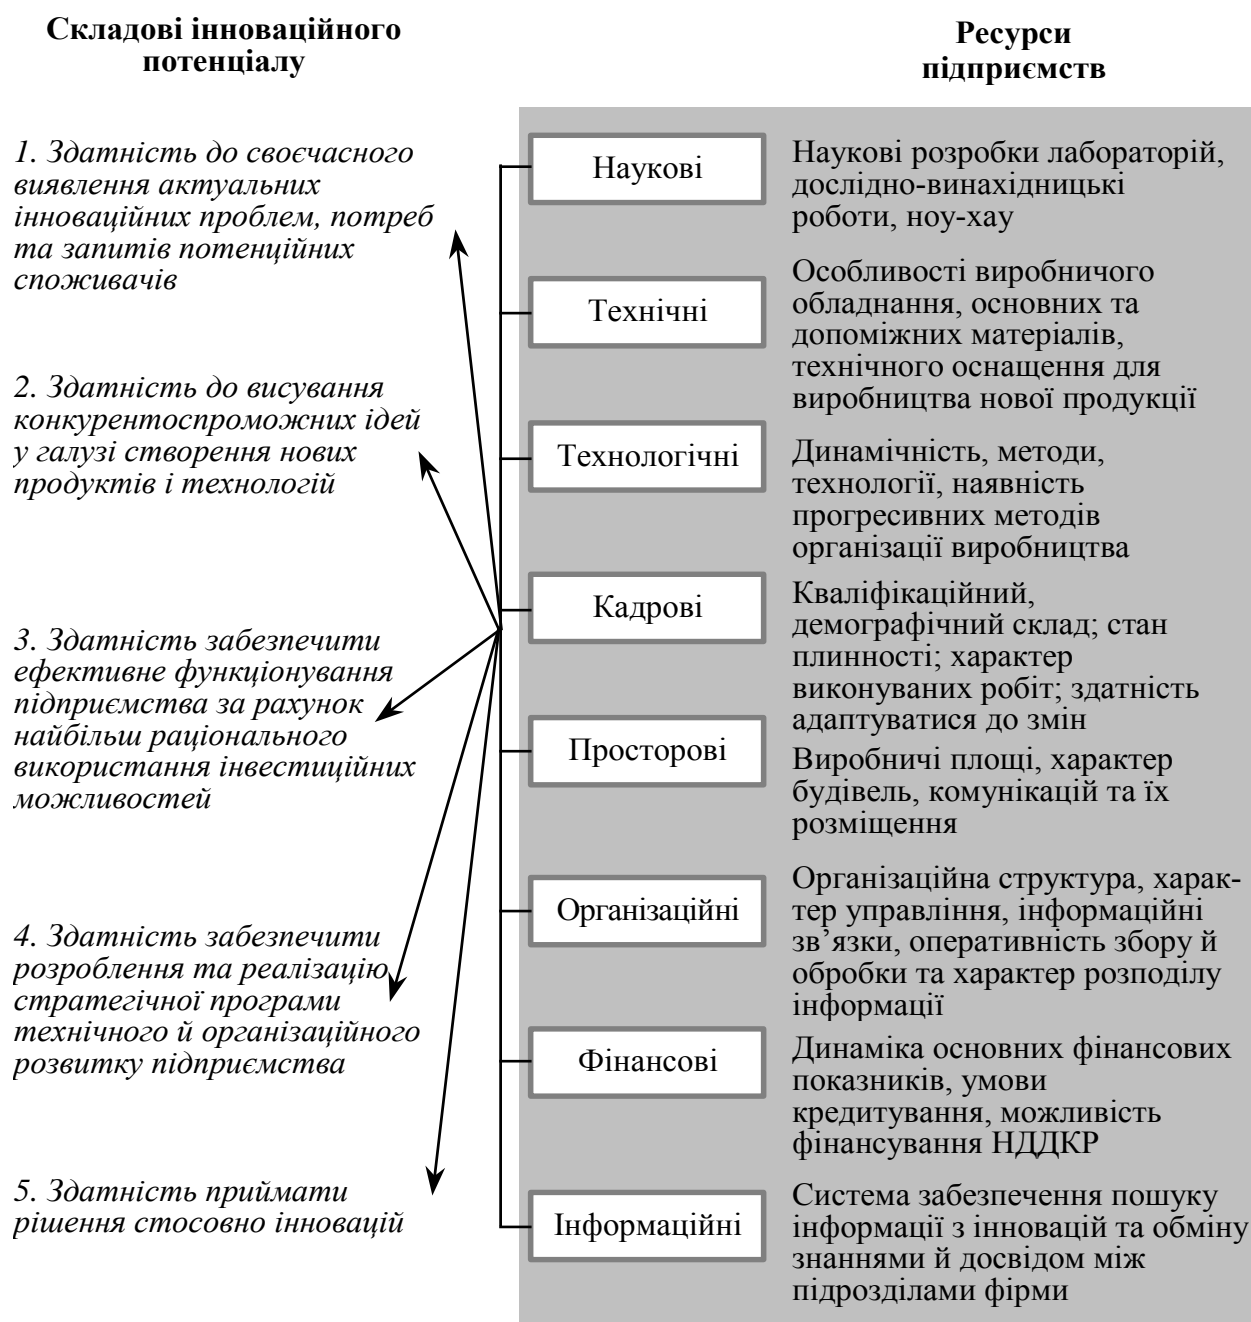 Складові інноваційного
потенціалу
Ресурси
підприємств
1. Здатність до своєчасного
виявлення актуальних
інноваційних проблем, потреб
та запитів потенційних
споживачів
2. Здатність до висування
конкурентоспроможних ідей
у галузі створення нових
продуктів і технологій
3. Здатність забезпечити
ефективне функціонування
підприємства за рахунок
найбільш раціонального
використання інвестиційних
можливостей
4. Здатність забезпечити
розроблення та реалізацію
стратегічної програми
технічного й організаційного
розвитку підприємства
5. Здатність приймати
рішення стосовно інновацій
Наукові
Наукові розробки лабораторій,
дослідно-винахідницькі
роботи, ноу-хау
Технічні
Особливості виробничого
обладнання, основних та
допоміжних матеріалів,
технічного оснащення для
виробництва нової продукції
Технологічні
Динамічність, методи,
технології, наявність
прогресивних методів
організації виробництва
Кадрові
Кваліфікаційний,
демографічний склад; стан
плинності; характер
виконуваних робіт; здатність
адаптуватися до змін
Просторові
Виробничі площі, характер
будівель, комунікацій та їх
розміщення
Організаційні
Організаційна структура, харак-
тер управління, інформаційні
зв’язки, оперативність збору й
обробки та характер розподілу
інформації
Фінансові
Динаміка основних фінансових
показників, умови
кредитування, можливість
фінансування НДДКР
Інформаційні
Система забезпечення пошуку
інформації з інновацій та обміну
знаннями й досвідом між
підрозділами фірми